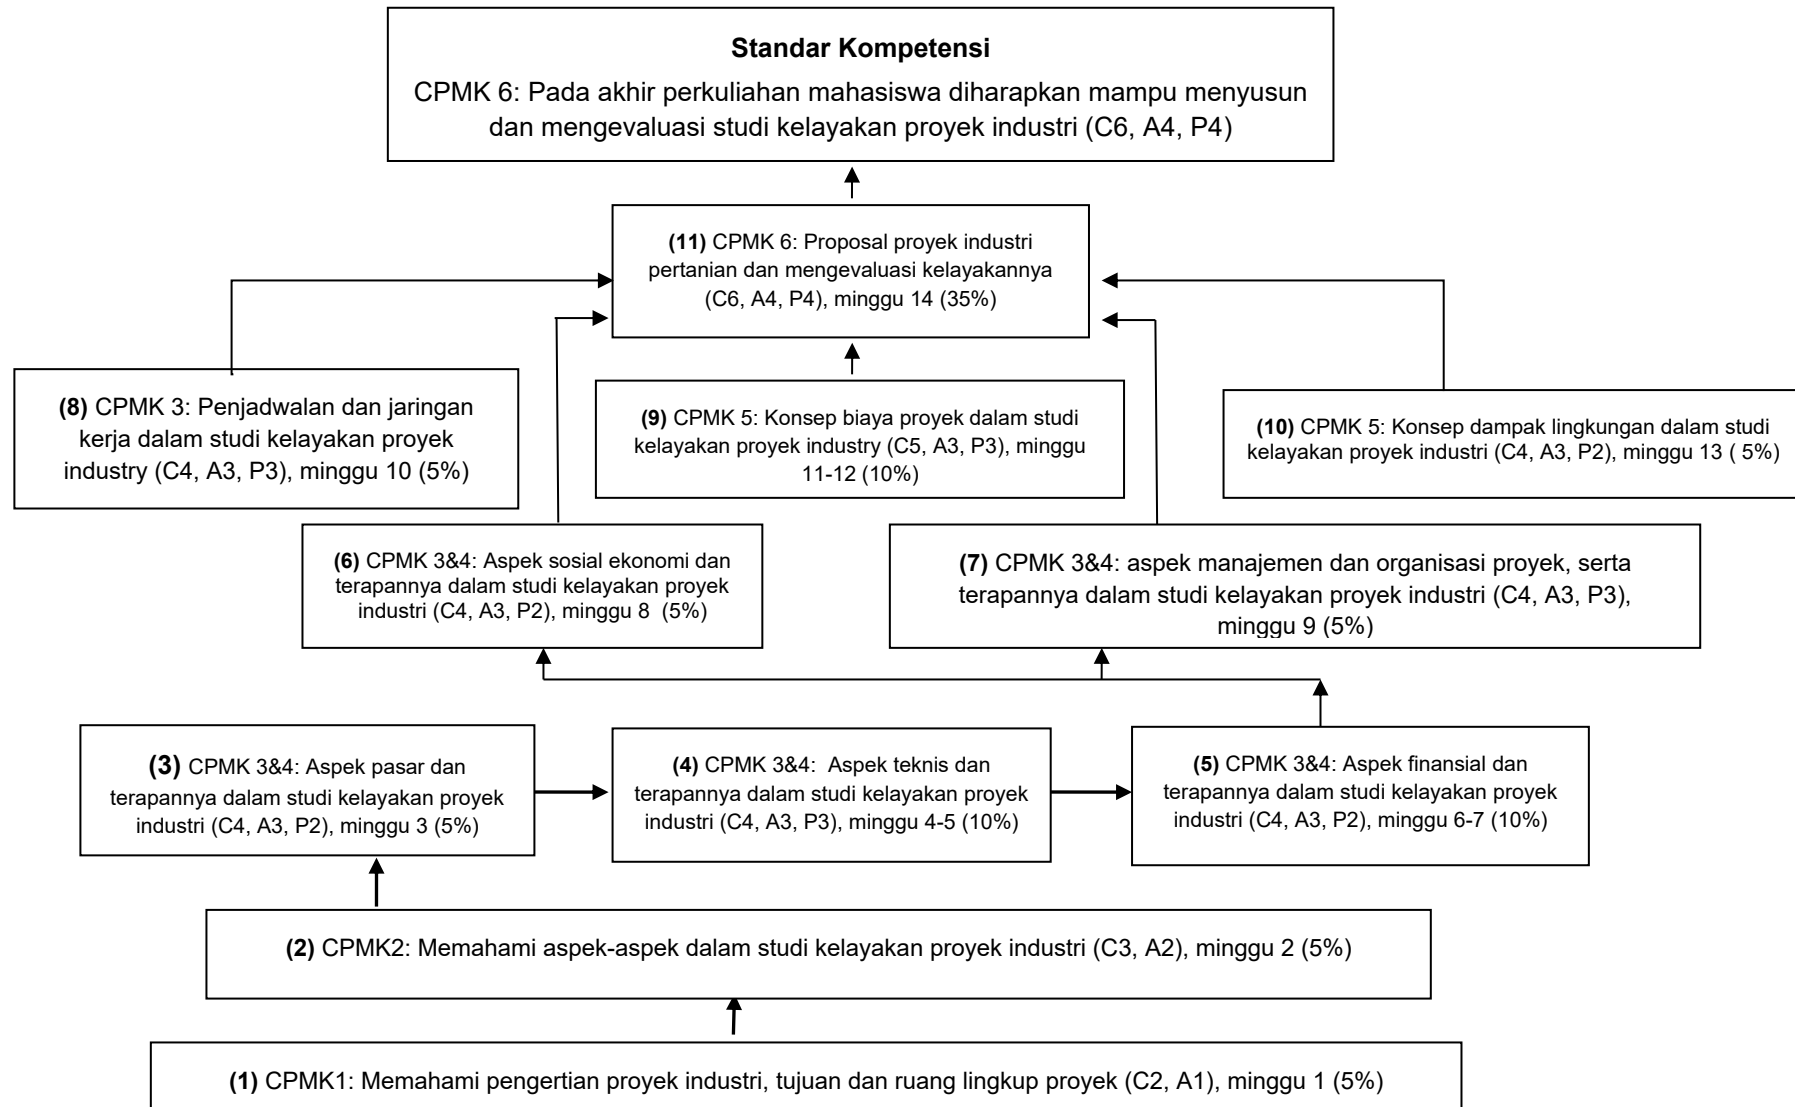 Standar Kompetensi
CPMK 6: Pada akhir perkuliahan mahasiswa diharapkan mampu menyusun
dan mengevaluasi studi kelayakan proyek industri (C6, A4, P4)
(11) CPMK 6: Proposal proyek industri
pertanian dan mengevaluasi kelayakannya
(C6, A4, P4), minggu 14 (35%)
(8) CPMK 3: Penjadwalan dan jaringan
kerja dalam studi kelayakan proyek
industry (C4, A3, P3), minggu 10 (5%)
(9) CPMK 5: Konsep biaya proyek dalam studi
kelayakan proyek industry (C5, A3, P3), minggu
11-12 (10%)
(10) CPMK 5: Konsep dampak lingkungan dalam studi
kelayakan proyek industri (C4, A3, P2), minggu 13 ( 5%)
(6) CPMK 3&4: Aspek sosial ekonomi dan
terapannya dalam studi kelayakan proyek
industri (C4, A3, P2), minggu 8  (5%)
(7) CPMK 3&4: aspek manajemen dan organisasi proyek, serta
terapannya dalam studi kelayakan proyek industri (C4, A3, P3),
minggu 9 (5%)
(3) CPMK 3&4: Aspek pasar dan
terapannya dalam studi kelayakan proyek
industri (C4, A3, P2), minggu 3 (5%)
(4) CPMK 3&4:  Aspek teknis dan
terapannya dalam studi kelayakan proyek
industri (C4, A3, P3), minggu 4-5 (10%)
(5) CPMK 3&4: Aspek finansial dan
terapannya dalam studi kelayakan proyek
industri (C4, A3, P2), minggu 6-7 (10%)
(2) CPMK2: Memahami aspek-aspek dalam studi kelayakan proyek industri (C3, A2), minggu 2 (5%)
(1) CPMK1: Memahami pengertian proyek industri, tujuan dan ruang lingkup proyek (C2, A1), minggu 1 (5%)